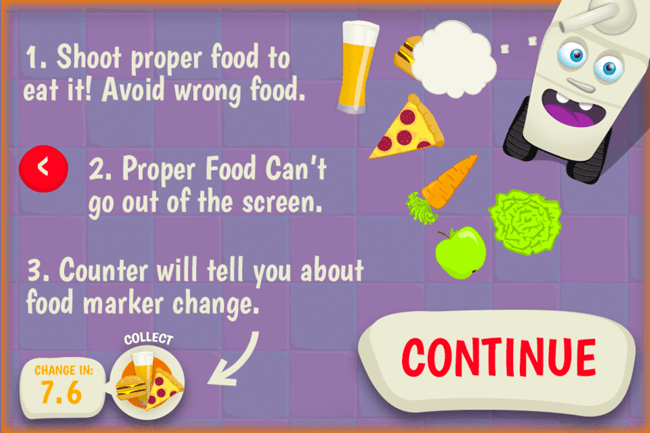 1. Shoot proper food to
eat it! Avoid wrong food.
<
2. Proper Food Can't
go out of the screen.
3. Counter will tell you about
food marker change.
COLLECT
CHANGE IN:
7.6
CONTINUE